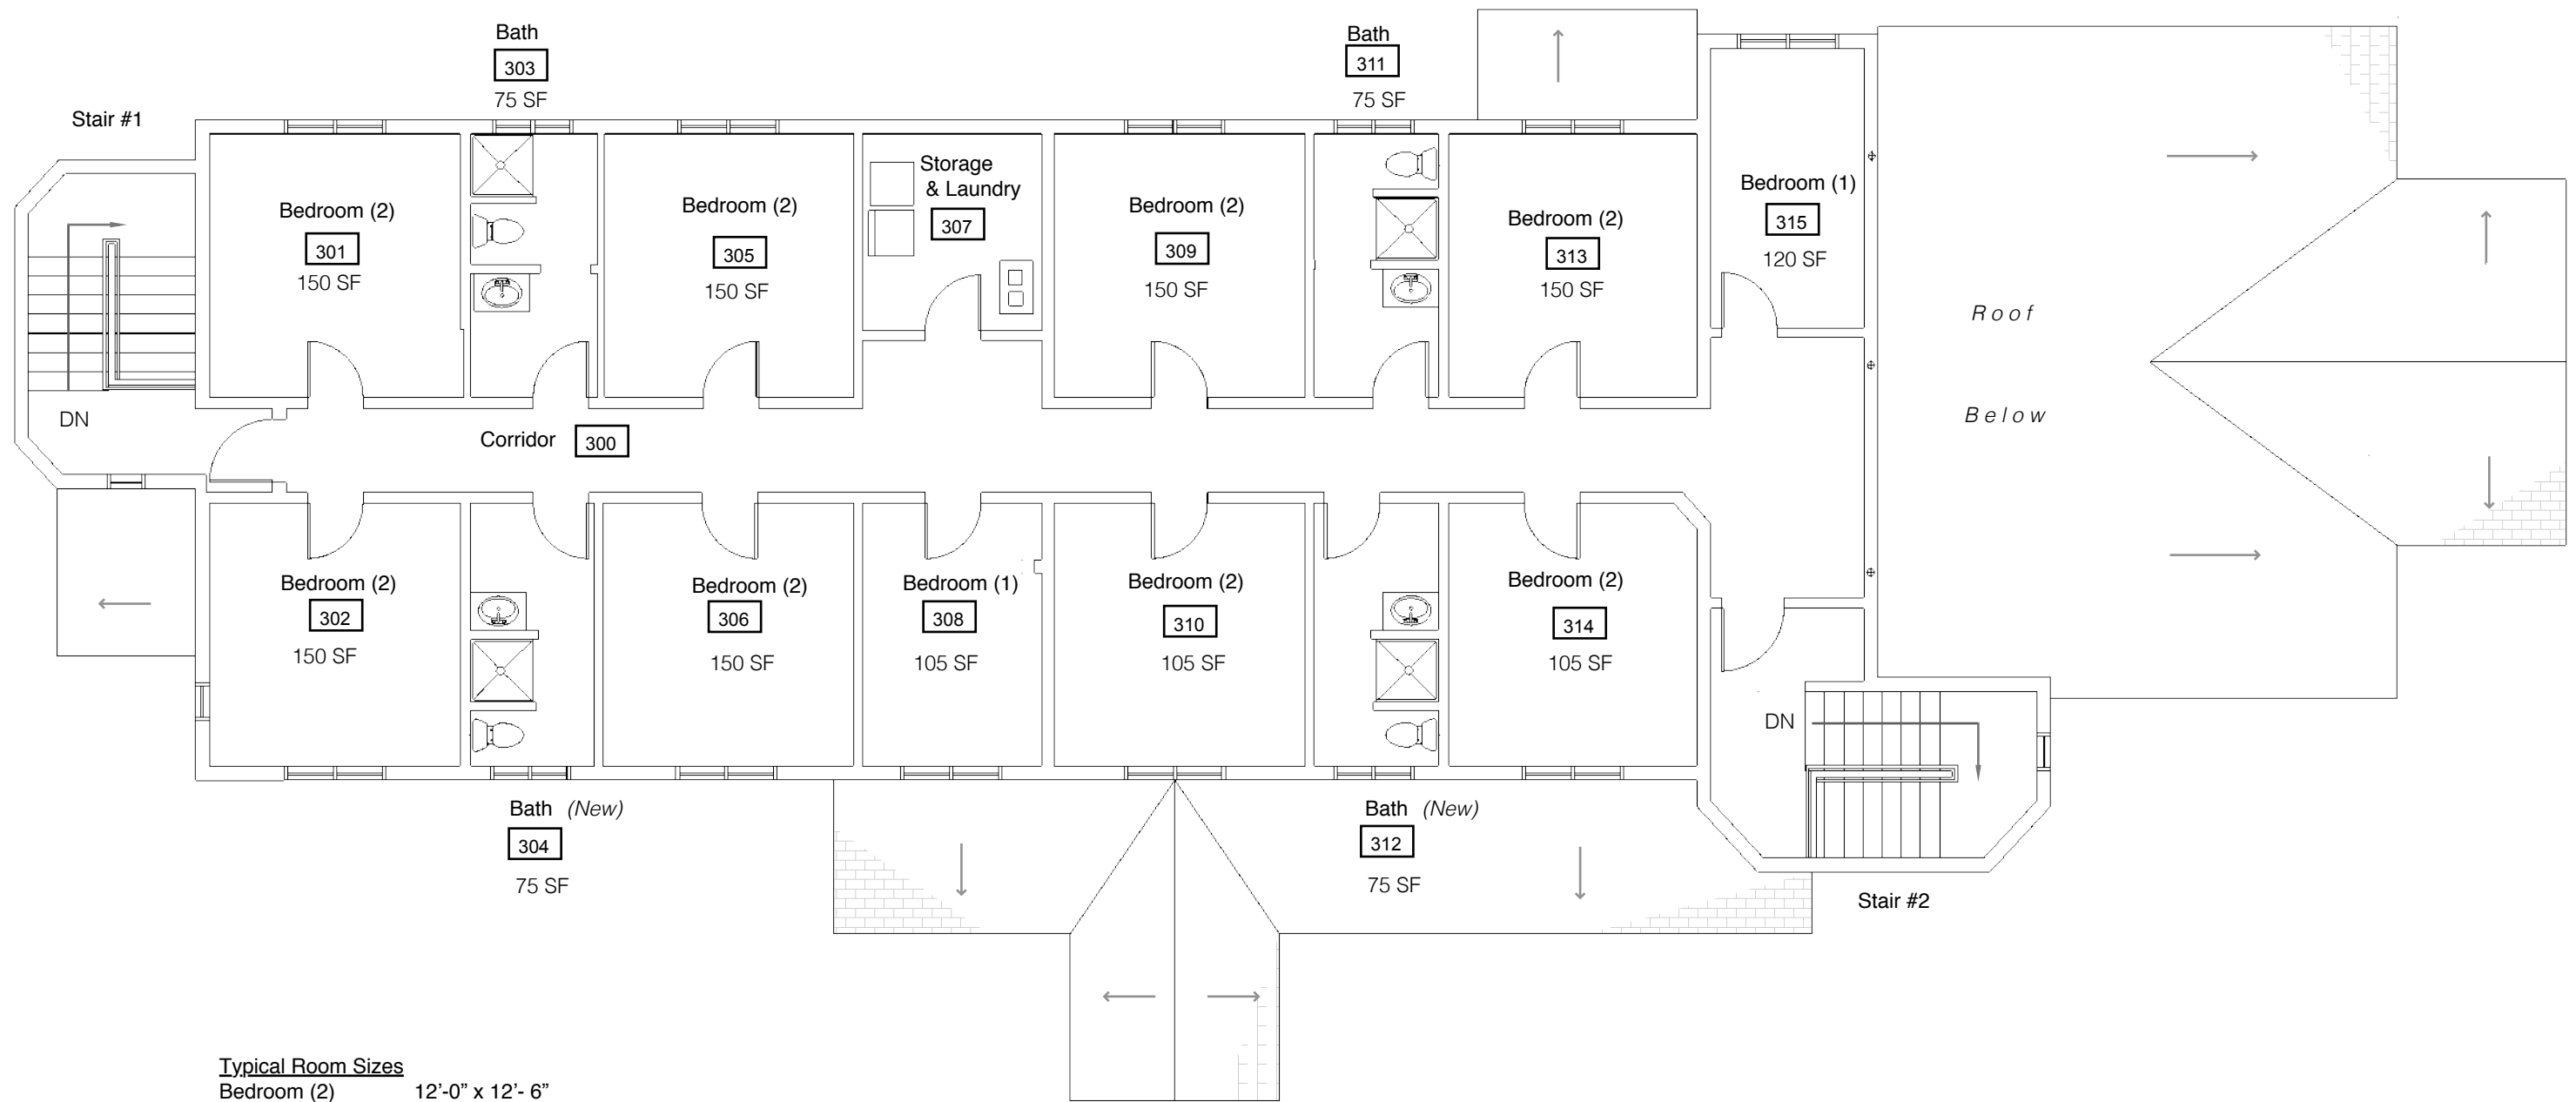 Bath
303
75 SF
Bath
311
75 SF
Stair #1
Bedroom (2)
301
150 SF
Bedroom (2)
305
150 SF
Storage
& Laundry
307
Bedroom (2)
309
150 SF
Bedroom (2)
313
150 SF
Bedroom (1)
315
120 SF
Roof
Below
DN
Corridor 300
Bedroom (2)
302
150 SF
Bedroom (2)
306
150 SF
Bedroom (1)
308
105 SF
Bedroom (2)
310
105 SF
Bedroom (2)
314
105 SF
DN
Bath (New)
304
75 SF
Bath (New)
312
75 SF
Stair #2
Typical Room Sizes
Bedroom (2) 12’-0” x 12’- 6”